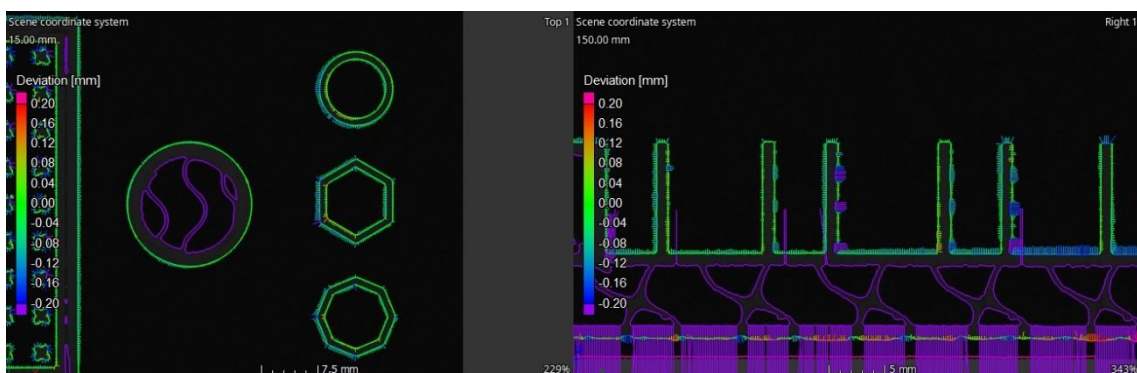 Scene coordinate system
Top 1
15.00 mm
Deviation [mm]
0.20
0.16
0.12
0.08
0.04
0.00
-0.04
-0.08
-0.12
-0.16
-0.20
7.5 mm
229%
Scene coordinate system
Right 1
150.00 mm
Deviation [mm]
0.20
0.16
0.12
0.08
0.04
0.00
-0.04
-0.08
-0.12
-0.16
-0.20
5 mm
343%